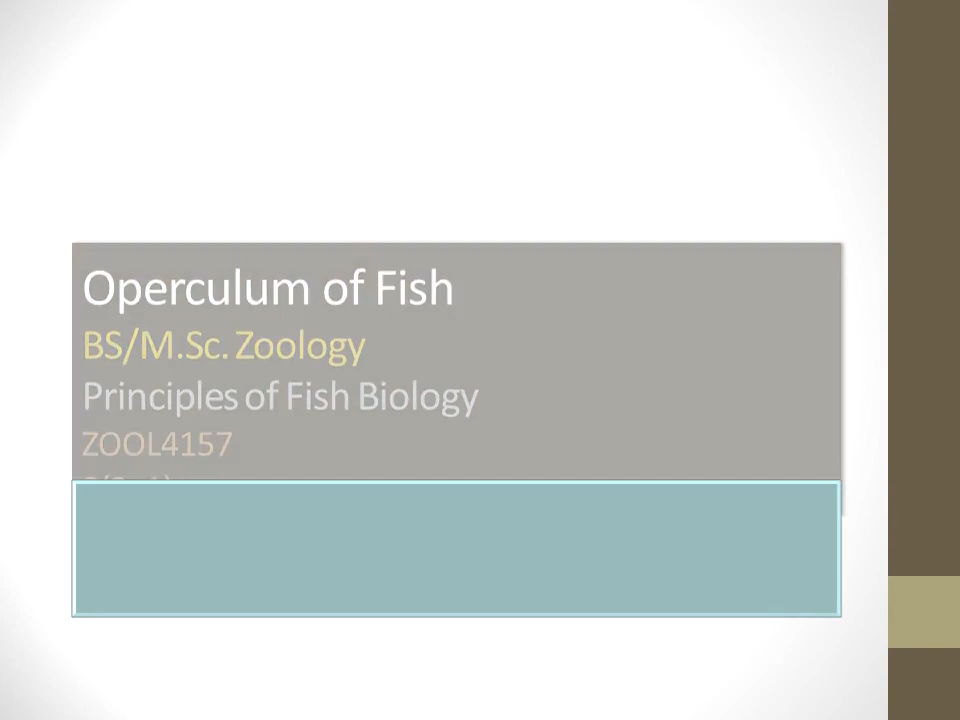 Operculum of Fish
BS/M.Sc. Zoology
Principles of Fish Biology
ZOOL4157